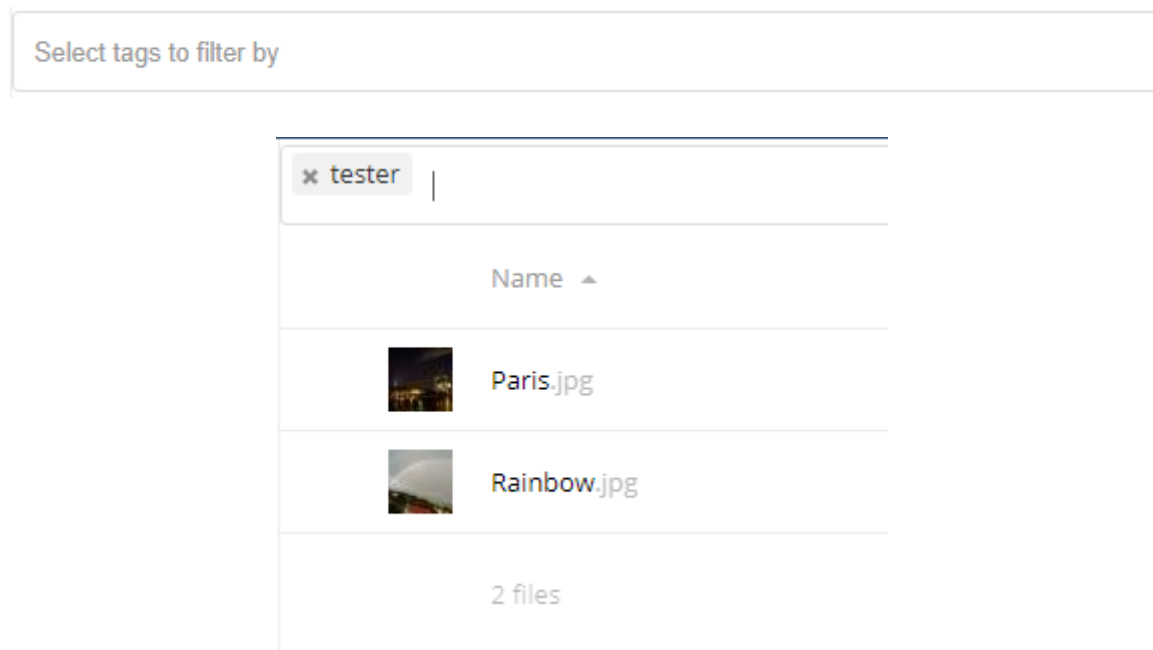 Select tags to filter by
tester
Name
Paris.jpg
Rainbow.jpg
2 files